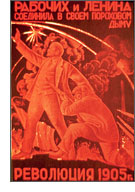 РАБОЧИХ И ЛЕНИНА
СОЕДИНИЛА В СВОЕМ ПОРОХОВОМ
ДЫМУ
РЕВОЛЮЦИЯ 1905г.